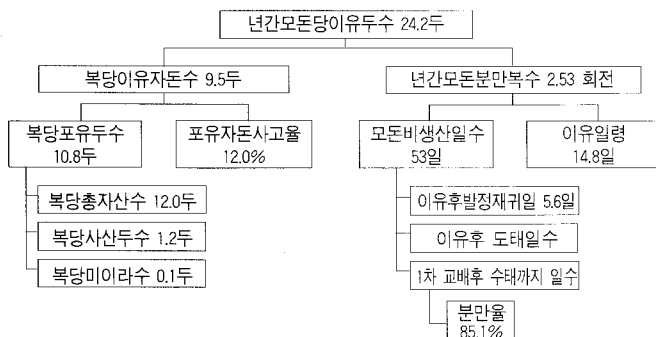 년간모돈당이유두수 24.2두
복당이유자돈수 9.5두
년간모돈분만복수 2.53 회전
복당포유두수
10.8두
포유자돈사고율
12.0%
모돈비생산일수
53일
이유일령
14.8일
복당총자산수 12.0두
복당사산두수 1.2두
복당미이라수 0.1두
이유후발정재귀일 5.6일
이유후 도태일수
1차 교배후 수태까지 일수
분만율
85.1%